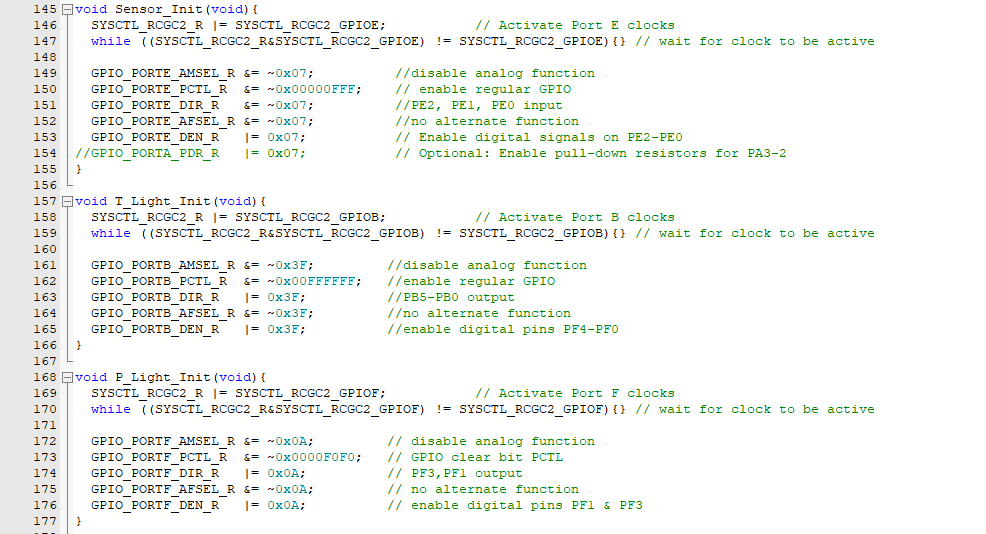 145 void Sensor_Init(void){
146 SYSCTL_RCGC2_R |= SYSCTL_RCGC2_GPIOE; // Activate Port E clocks
147 while ((SYSCTL_RCGC2_R&SYSCTL_RCGC2_GPIOE) != SYSCTL_RCGC2_GPIOE){} // wait for clock to be active
148
149 GPIO_PORTE_AMSEL_R &= ~0x07; //disable analog function
150 GPIO_PORTE_PCTL_R &= ~0x00000FFF; // enable regular GPIO
151 GPIO_PORTE_DIR_R &= ~0x07; //PE2, PE1, PE0 input
152 GPIO_PORTE_AFSEL_R &= ~0x07; //no alternate function
153 GPIO_PORTE_DEN_R |= 0x07; // Enable digital signals on PE2-PE0
154 //GPIO_PORTA_PDR_R |= 0x07; // Optional: Enable pull-down resistors for PA3-2
155 }
156
157 void T_Light_Init(void){
158 SYSCTL_RCGC2_R |= SYSCTL_RCGC2_GPIOB; // Activate Port B clocks
159 while ((SYSCTL_RCGC2_R&SYSCTL_RCGC2_GPIOB) != SYSCTL_RCGC2_GPIOB){} // wait for clock to be active
160
161 GPIO_PORTB_AMSEL_R &= ~0x3F; //disable analog function
162 GPIO_PORTB_PCTL_R &= ~0x00FFFFFF; //enable regular GPIO
163 GPIO_PORTB_DIR_R |= 0x3F; //PB5-PB0 output
164 GPIO_PORTB_AFSEL_R &= ~0x3F; //no alternate function
165 GPIO_PORTB_DEN_R |= 0x3F; //enable digital pins PF4-PF0
166 }
167
168 void P_Light_Init(void){
169 SYSCTL_RCGC2_R |= SYSCTL_RCGC2_GPIOF; // Activate Port F clocks
170 while ((SYSCTL_RCGC2_R&SYSCTL_RCGC2_GPIOF) != SYSCTL_RCGC2_GPIOF){} // wait for clock to be active
171
172 GPIO_PORTF_AMSEL_R &= ~0x0A; // disable analog function
173 GPIO_PORTF_PCTL_R &= ~0x0000F0F0; // GPIO clear bit PCTL
174 GPIO_PORTF_DIR_R |= 0x0A; // PF3,PF1 output
175 GPIO_PORTF_AFSEL_R &= ~0x0A; // no alternate function
176 GPIO_PORTF_DEN_R |= 0x0A; // enable digital pins PF1 & PF3
177 }